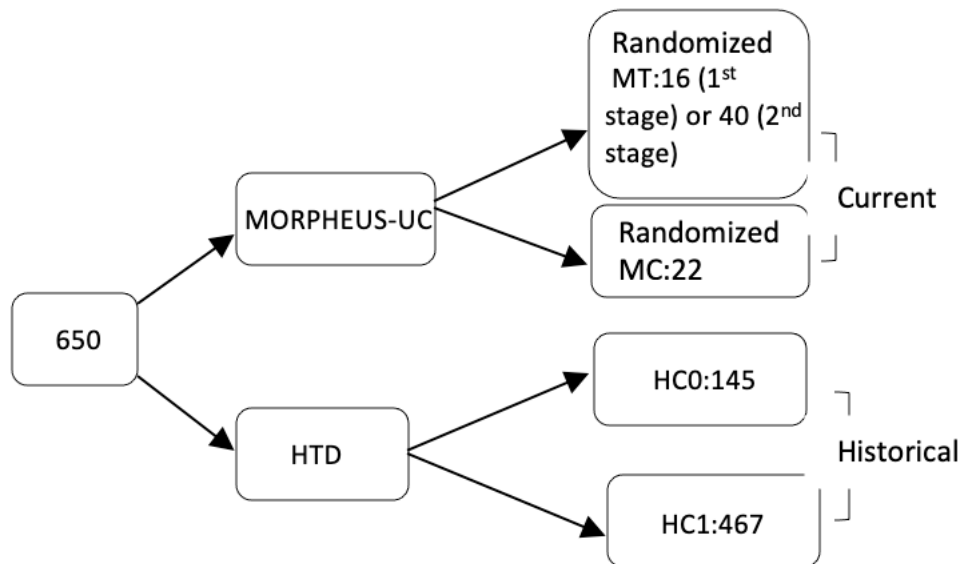 650
MORPHEUS-UC
HTD
Randomized
MT:16 (1st
stage) or 40 (2nd
stage)
Randomized
MC:22
Current
HC0:145
HC1:467
Historical